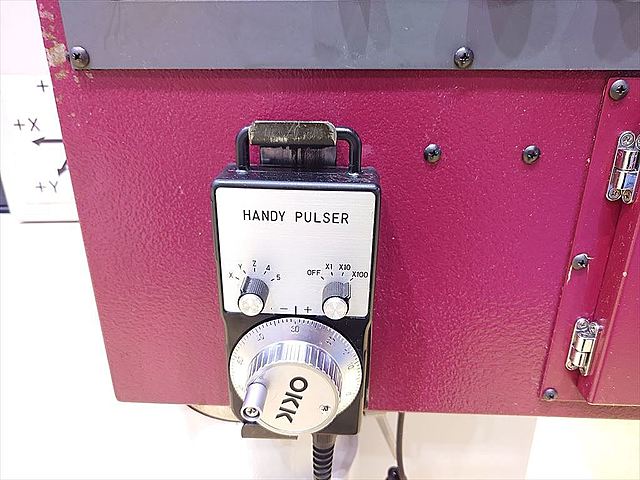 +
+X
+Y
HANDY PULSER
X Y Z 4 5
OFF X1 X10 X100
- +
OKK